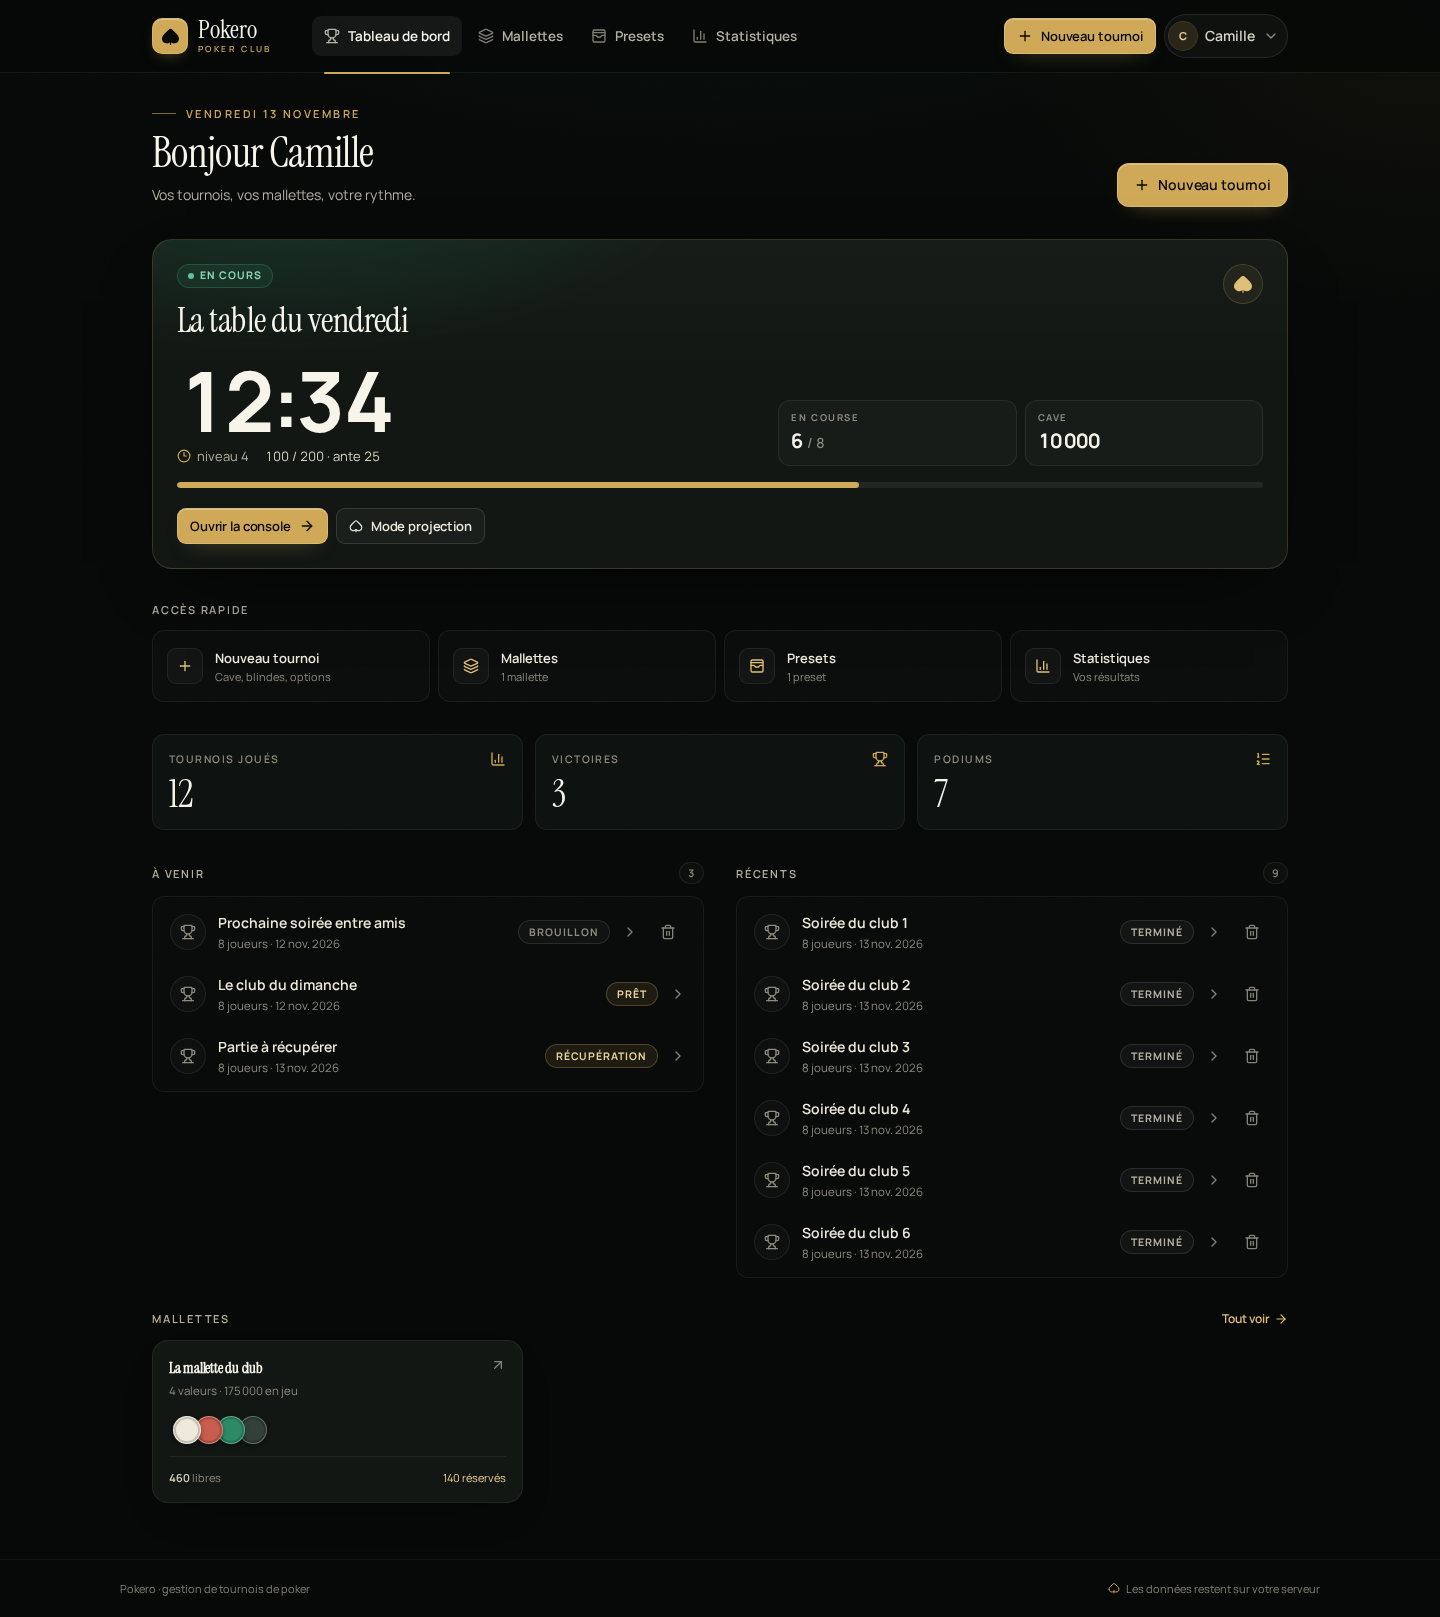 Pokero
POKER CLUB
Tableau de bord
Mallettes
Presets
Statistiques
Nouveau tournoi
C
Camille
VENDREDI 13 NOVEMBRE
Bonjour Camille
Vos tournois, vos mallettes, votre rythme.
Nouveau tournoi
EN COURS
La table du vendredi
12:34
niveau 4 100 / 200 · ante 25
EN COURSE
6 / 8
CAVE
10 000
Ouvrir la console
Mode projection
ACCÈS RAPIDE
Nouveau tournoi
Cave, blindes, options
Mallettes
1 mallette
Presets
1 preset
Statistiques
Vos résultats
TOURNOIS JOUÉS
12
VICTOIRES
3
PODIUMS
7
À VENIR
3
Prochaine soirée entre amis
8 joueurs · 12 nov. 2026
BROUILLON
Le club du dimanche
8 joueurs · 12 nov. 2026
PRÊT
Partie à récupérer
8 joueurs · 13 nov. 2026
RÉCUPÉRATION
RÉCENTS
9
Soirée du club 1
8 joueurs · 13 nov. 2026
TERMINÉ
Soirée du club 2
8 joueurs · 13 nov. 2026
TERMINÉ
Soirée du club 3
8 joueurs · 13 nov. 2026
TERMINÉ
Soirée du club 4
8 joueurs · 13 nov. 2026
TERMINÉ
Soirée du club 5
8 joueurs · 13 nov. 2026
TERMINÉ
Soirée du club 6
8 joueurs · 13 nov. 2026
TERMINÉ
MALLETTES
Tout voir
La mallette du club
4 valeurs · 175 000 en jeu
460 libres
140 réservés
Pokero · gestion de tournois de poker
Les données restent sur votre serveur